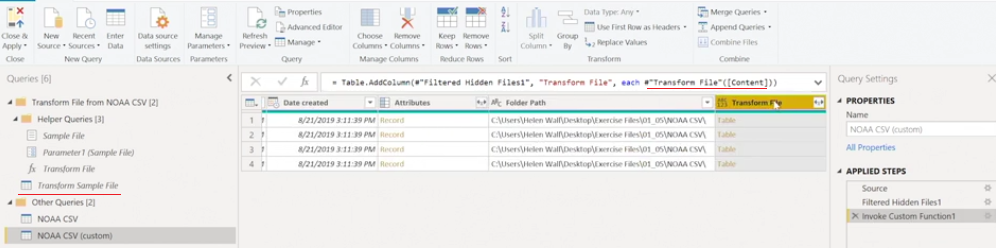 Close &
Apply
New
Source
Recent
Sources
Enter
Data
Data source
settings
Manage
Parameters
Refresh
Preview
Properties
Advanced Editor
Manage
Choose
Columns
Remove
Columns
Keep
Rows
Remove
Rows
Split
Column
Group
By
Data Type: Any
Use First Row as Headers
Replace Values
Merge Queries
Append Queries
Combine Files
Close
New Query
Data Sources
Parameters
Query
Manage Columns
Reduce Rows
Sort
Transform
Combine
Queries [6]
Transform File from NOAA CSV [2]
Helper Queries [3]
Sample File
Parameter1 (Sample File)
fx Transform File
Transform Sample File
Other Queries [2]
NOAA CSV
NOAA CSV (custom)
fx = Table.AddColumn(#"Filtered Hidden Files1", "Transform File", each #"Transform File"([Content]))
Date created Attributes Folder Path Transform File
1 8/21/2019 3:11:39 PM Record C:\Users\Helen Wall\Desktop\Exercise Files\01_05\NOAA CSV\ Table
2 8/21/2019 3:11:39 PM Record C:\Users\Helen Wall\Desktop\Exercise Files\01_05\NOAA CSV\ Table
3 8/21/2019 3:11:39 PM Record C:\Users\Helen Wall\Desktop\Exercise Files\01_05\NOAA CSV\ Table
4 8/21/2019 3:11:39 PM Record C:\Users\Helen Wall\Desktop\Exercise Files\01_05\NOAA CSV\ Table
Query Settings
PROPERTIES
Name
NOAA CSV (custom)
All Properties
APPLIED STEPS
Source
Filtered Hidden Files1
Invoke Custom Function1